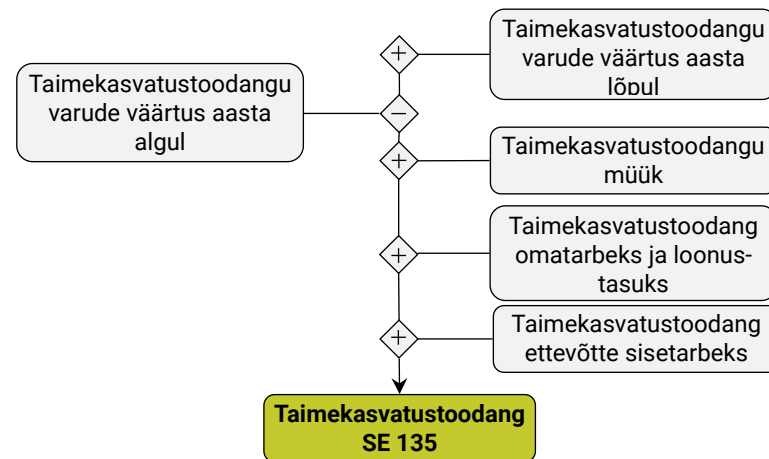 Taimekasvatustoodangu
varude väärtus aasta
algul
+
Taimekasvatustoodangu
varude väärtus aasta
lõpul
−
+
Taimekasvatustoodangu
müük
+
Taimekasvatustoodang
omatarbeks ja loonus-
tasuks
+
Taimekasvatustoodang
ettevõtte sisetarbeks
Taimekasvatustoodang
SE 135